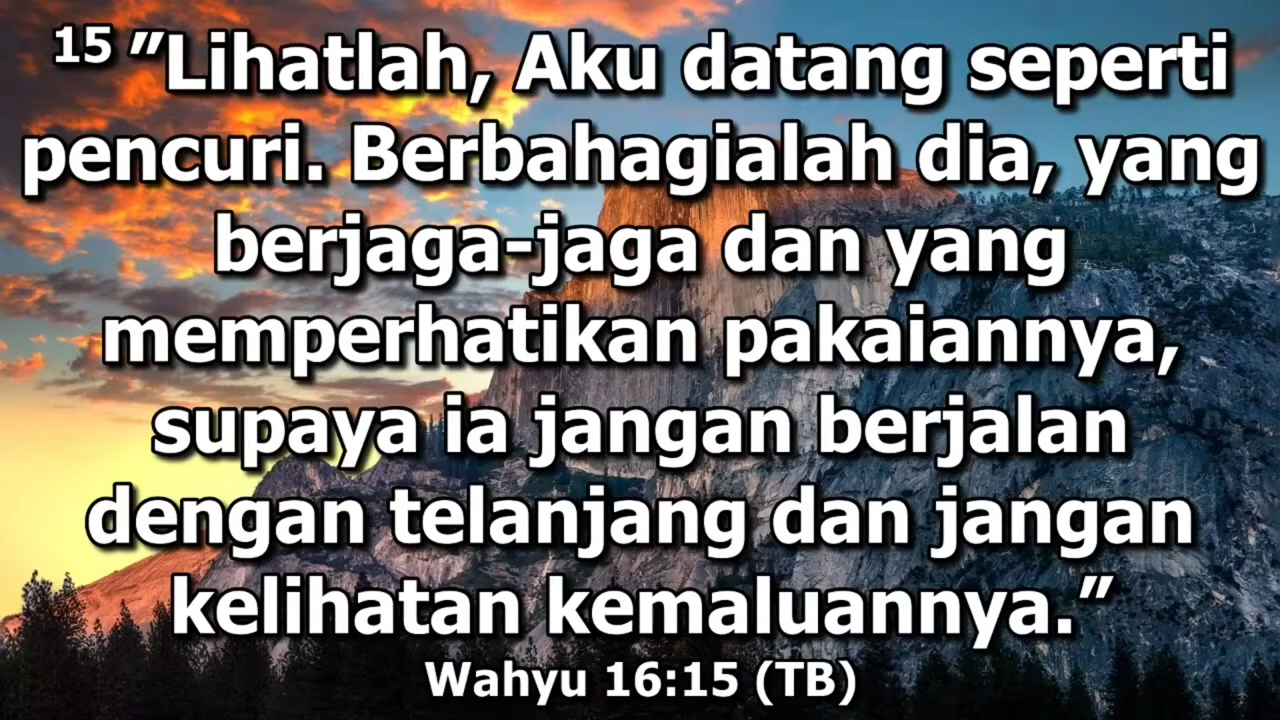 15 ”Lihatlah, Aku datang seperti
pencuri. Berbahagialah dia, yang
berjaga-jaga dan yang
memperhatikan pakaiannya,
supaya ia jangan berjalan
dengan telanjang dan jangan
kelihatan kemaluannya.”
Wahyu 16:15 (TB)